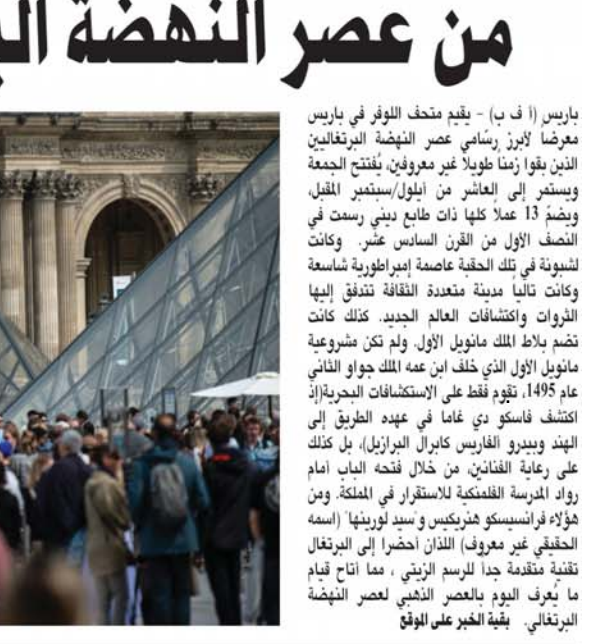 من عصر النهضة الب
باريس (أ ف ب) - يقيم متحف اللوفر في باريس
معرضاً لأبرز رسّامي عصر النهضة البرتغاليين
الذين بقوا زمنا طويلا غير معروفين، يُفتتح الجمعة
ويستمر إلى العاشر من أيلول/سبتمبر المقبل،
ويضمّ 13 عملا كلها ذات طابع ديني رسمت في
النصف الأول من القرن السادس عشر. وكانت
لشبونة في تلك الحقبة عاصمة إمبراطورية شاسعة
وكانت تالياً مدينة متعددة الثقافة تتدفق إليها
الثروات واكتشافات العالم الجديد. كذلك كانت
تضم بلاط الملك مانويل الأول. ولم تكن مشروعية
مانويل الأول الذي خلف ابن عمه الملك جواو الثاني
عام 1495، تقوم فقط على الاستكشافات البحرية(إذ
اكتشف فاسكو دي غاما في عهده الطريق إلى
الهند وبيدرو ألفاريس كابرال البرازيل)، بل كذلك
على رعاية الفنانين، من خلال فتحه الباب أمام
رواد المدرسة الفلمنكية للاستقرار في المملكة. ومن
هؤلاء فرانسيسكو هنريكيس و"سيد لورينها" (اسمه
الحقيقي غير معروف) اللذان أحضرا إلى البرتغال
تقنية متقدمة جداً للرسم الزيتي ، مما أتاح قيام
ما يُعرف اليوم بالعصر الذهبي لعصر النهضة
البرتغالي. بقية الخبر على الموقع